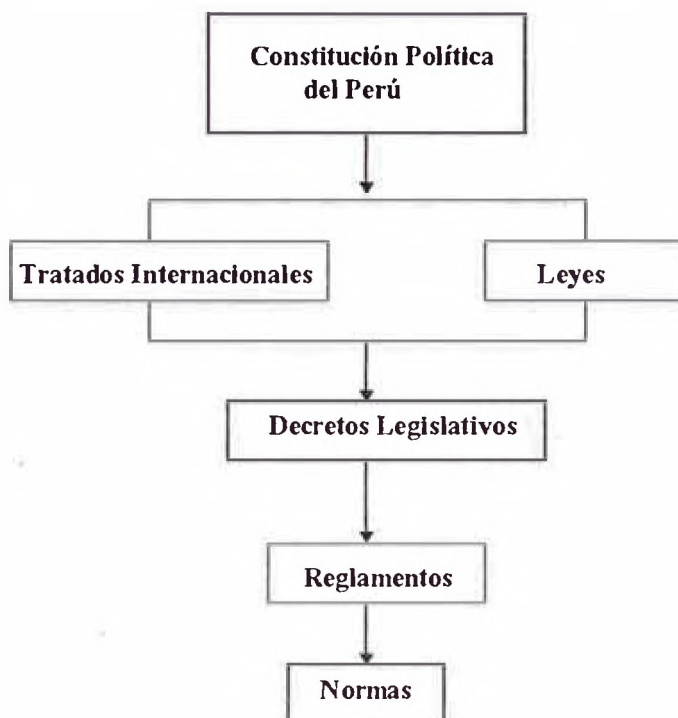 Constitución Política
del Perú
Tratados Internacionales
Leyes
Decretos Legislativos
Reglamentos
Normas